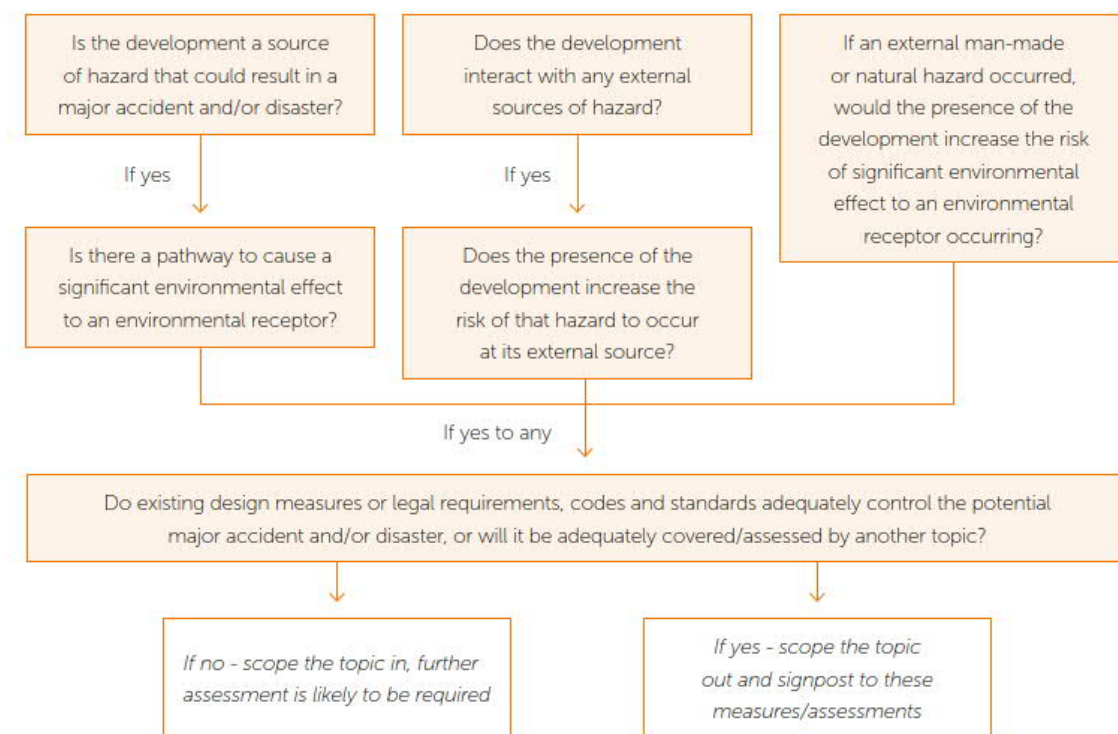 Is the development a source
of hazard that could result in a
major accident and/or disaster?
Does the development
interact with any external
sources of hazard?
If an external man-made
or natural hazard occurred,
would the presence of the
development increase the risk
of significant environmental
effect to an environmental
receptor occurring?
If yes
If yes
Is there a pathway to cause a
significant environmental effect
to an environmental receptor?
Does the presence of the
development increase the
risk of that hazard to occur
at its external source?
If yes to any
Do existing design measures or legal requirements, codes and standards adequately control the potential
major accident and/or disaster, or will it be adequately covered/assessed by another topic?
If no - scope the topic in, further
assessment is likely to be required
If yes - scope the topic
out and signpost to these
measures/assessments